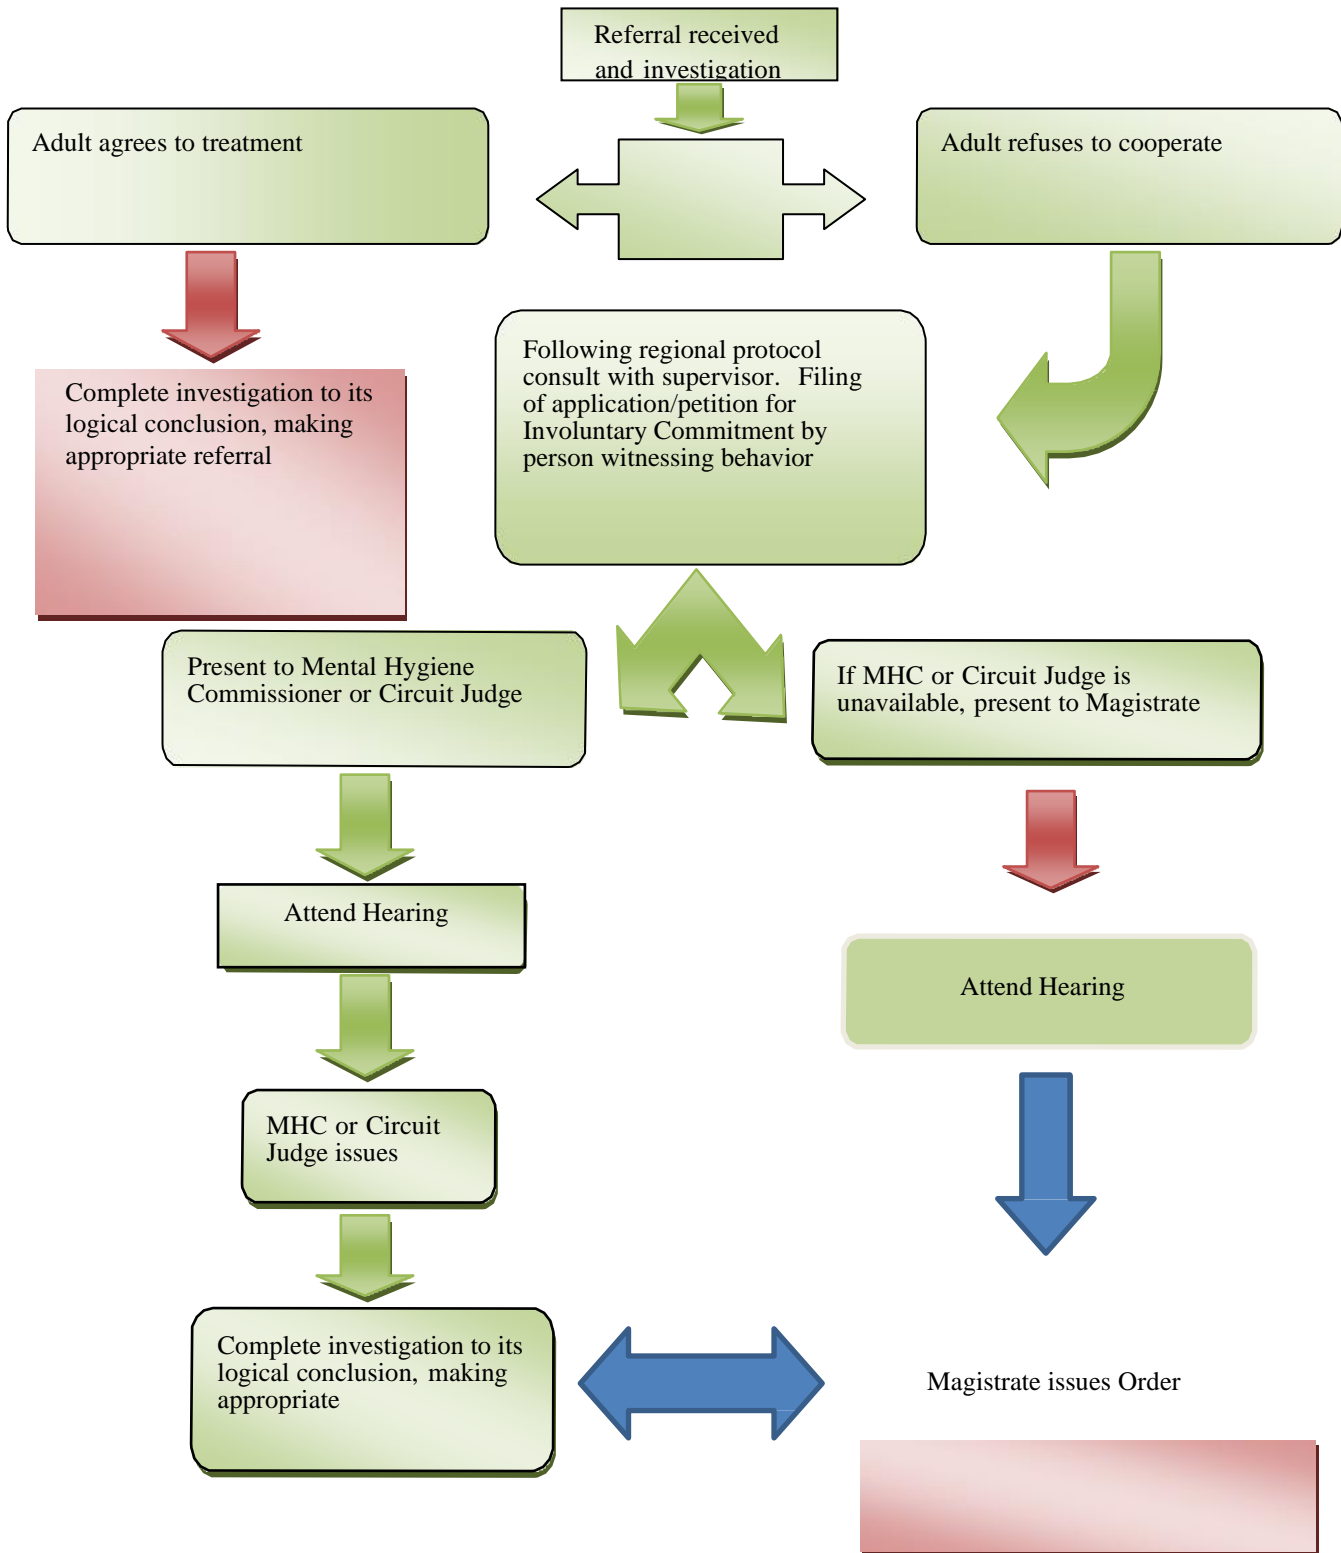 Referral received
and investigation
Adult agrees to treatment
Adult refuses to cooperate
Complete investigation to its
logical conclusion, making
appropriate referral
Following regional protocol
consult with supervisor.  Filing
of application/petition for
Involuntary Commitment by
person witnessing behavior
Present to Mental Hygiene
Commissioner or Circuit Judge
If MHC or Circuit Judge is
unavailable, present to Magistrate
Attend Hearing
Attend Hearing
MHC or Circuit
Judge issues
Complete investigation to its
logical conclusion, making
appropriate
Magistrate issues Order